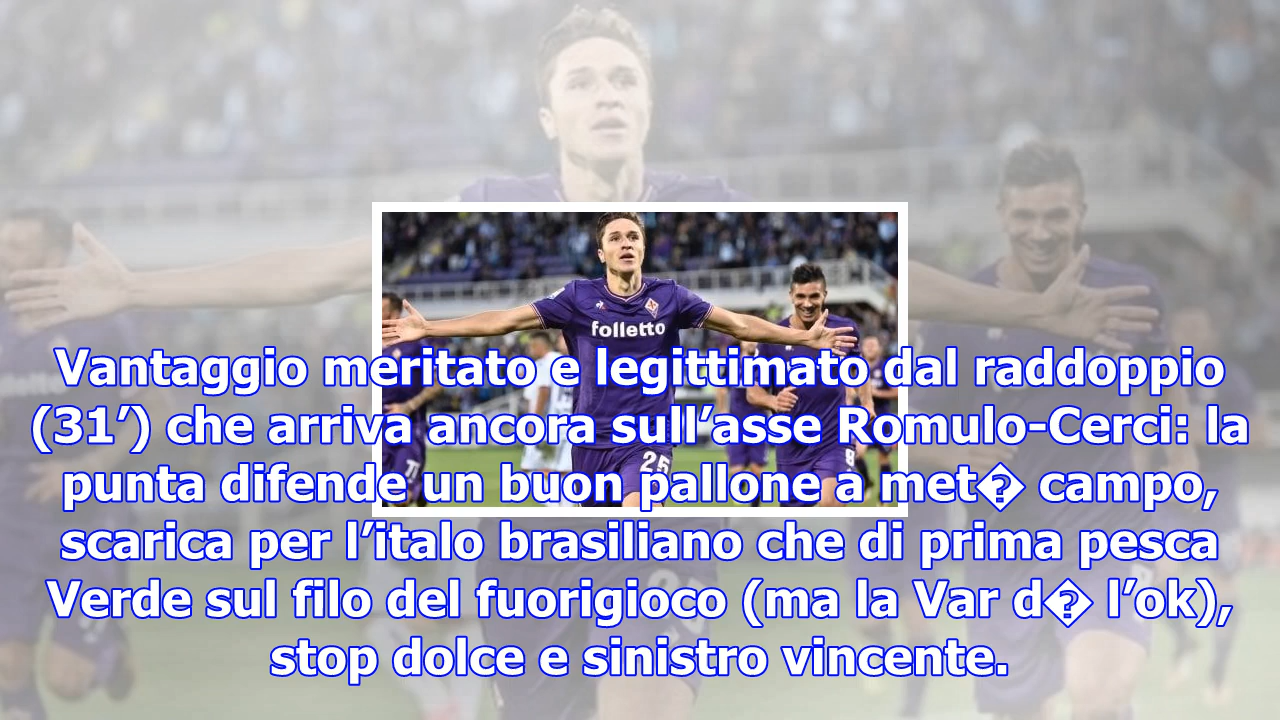 folletto
25
Vantaggio meritato e legittimato dal raddoppio
(31’) che arriva ancora sull’asse Romulo-Cerci: la
punta difende un buon pallone a met� campo,
scarica per l’italo brasiliano che di prima pesca
Verde sul filo del fuorigioco (ma la Var d� l’ok),
stop dolce e sinistro vincente.